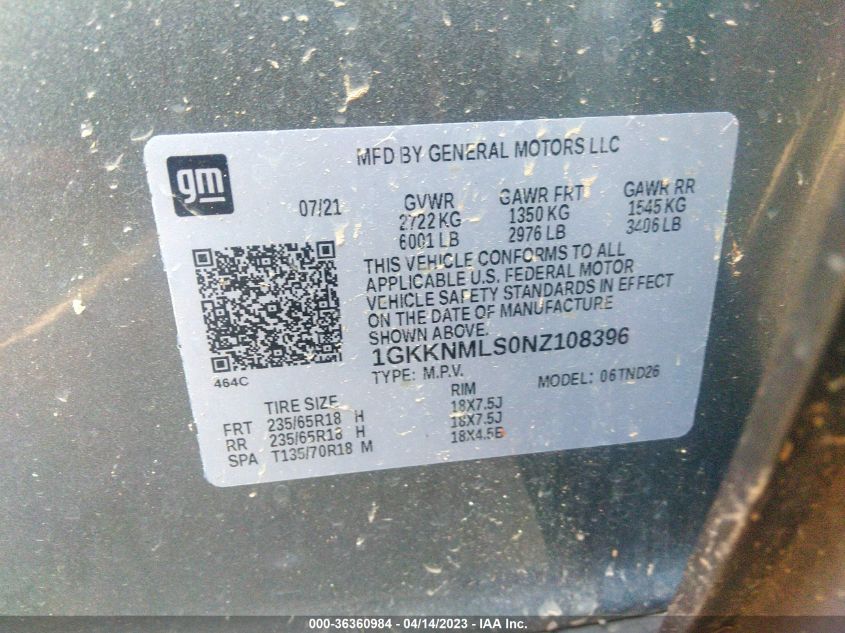 MFD BY GENERAL MOTORS LLC
gm
07/21
GVWR GAWR FRT GAWR RR
2722 KG 1350 KG 1545 KG
6001 LB 2976 LB 3406 LB
THIS VEHICLE CONFORMS TO ALL
APPLICABLE U.S. FEDERAL MOTOR
VEHICLE SAFETY STANDARDS IN EFFECT
ON THE DATE OF MANUFACTURE
SHOWN ABOVE.
1GKKNMLS0NZ108396
TYPE: M.P.V. MODEL: 06TND26
464C
TIRE SIZE RIM
FRT 235/65R18 H 18X7.5J
RR 235/65R18 H 18X7.5J
SPA T135/70R18 M 18X4.5B
000-36360984 - 04/14/2023 - IAA, Inc.